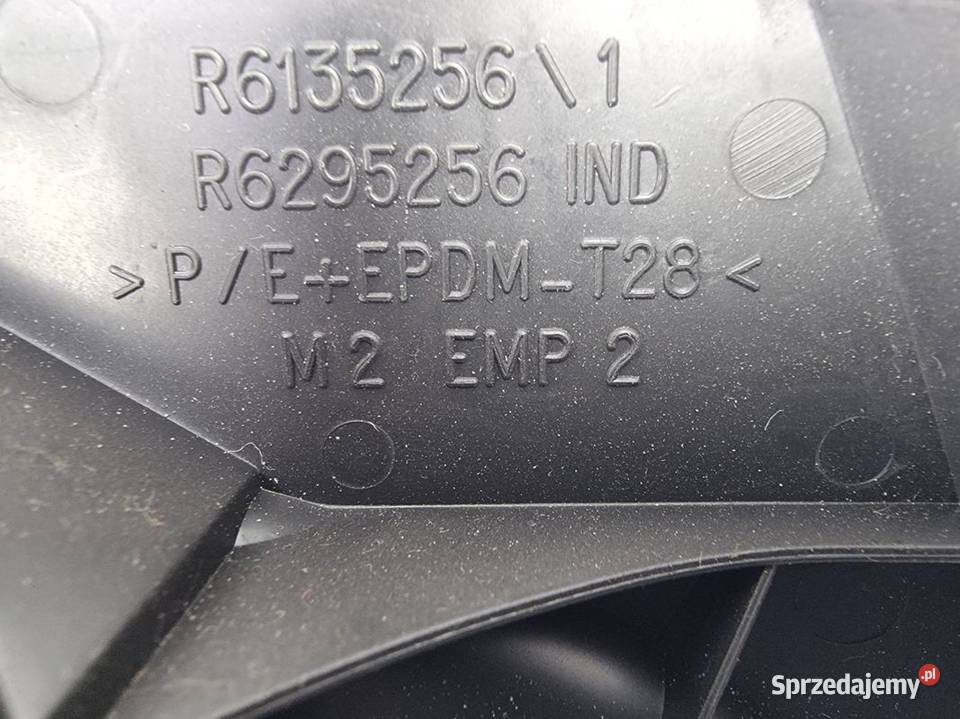 R6135256\1
R6295256 IND
>P/E+EPDM-T28<
M2 EMP 2
Sprzedajemy.pl